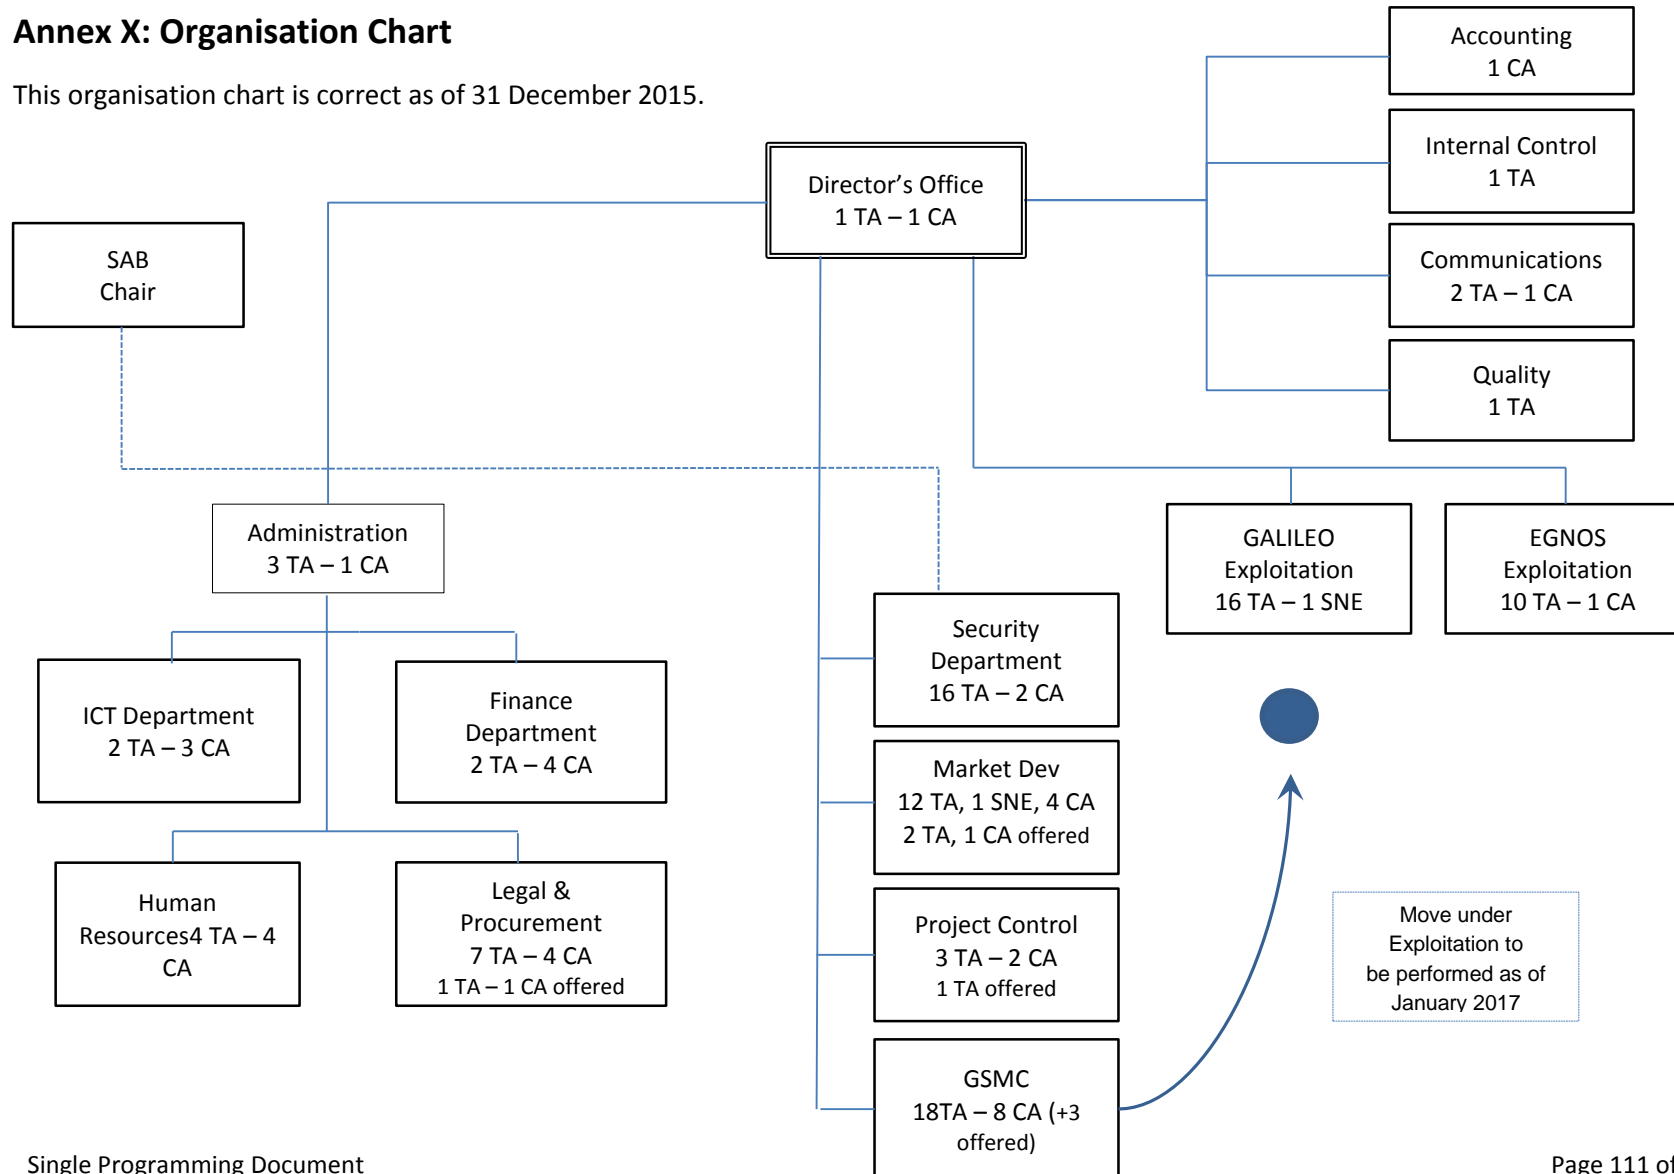 Annex X: Organisation Chart
This organisation chart is correct as of 31 December 2015.
Accounting
1 CA
Internal Control
1 TA
Communications
2 TA – 1 CA
Quality
1 TA
Director’s Office
1 TA – 1 CA
SAB
Chair
Administration
3 TA – 1 CA
GALILEO
Exploitation
16 TA – 1 SNE
EGNOS
Exploitation
10 TA – 1 CA
ICT Department
2 TA – 3 CA
Finance
Department
2 TA – 4 CA
Human
Resources4 TA – 4
CA
Legal &
Procurement
7 TA – 4 CA
1 TA – 1 CA offered
Security
Department
16 TA – 2 CA
Market Dev
12 TA, 1 SNE, 4 CA
2 TA, 1 CA offered
Project Control
3 TA – 2 CA
1 TA offered
GSMC
18TA – 8 CA (+3
offered)
Move under
Exploitation to
be performed as of
January 2017
Single Programming Document
Page 111 of